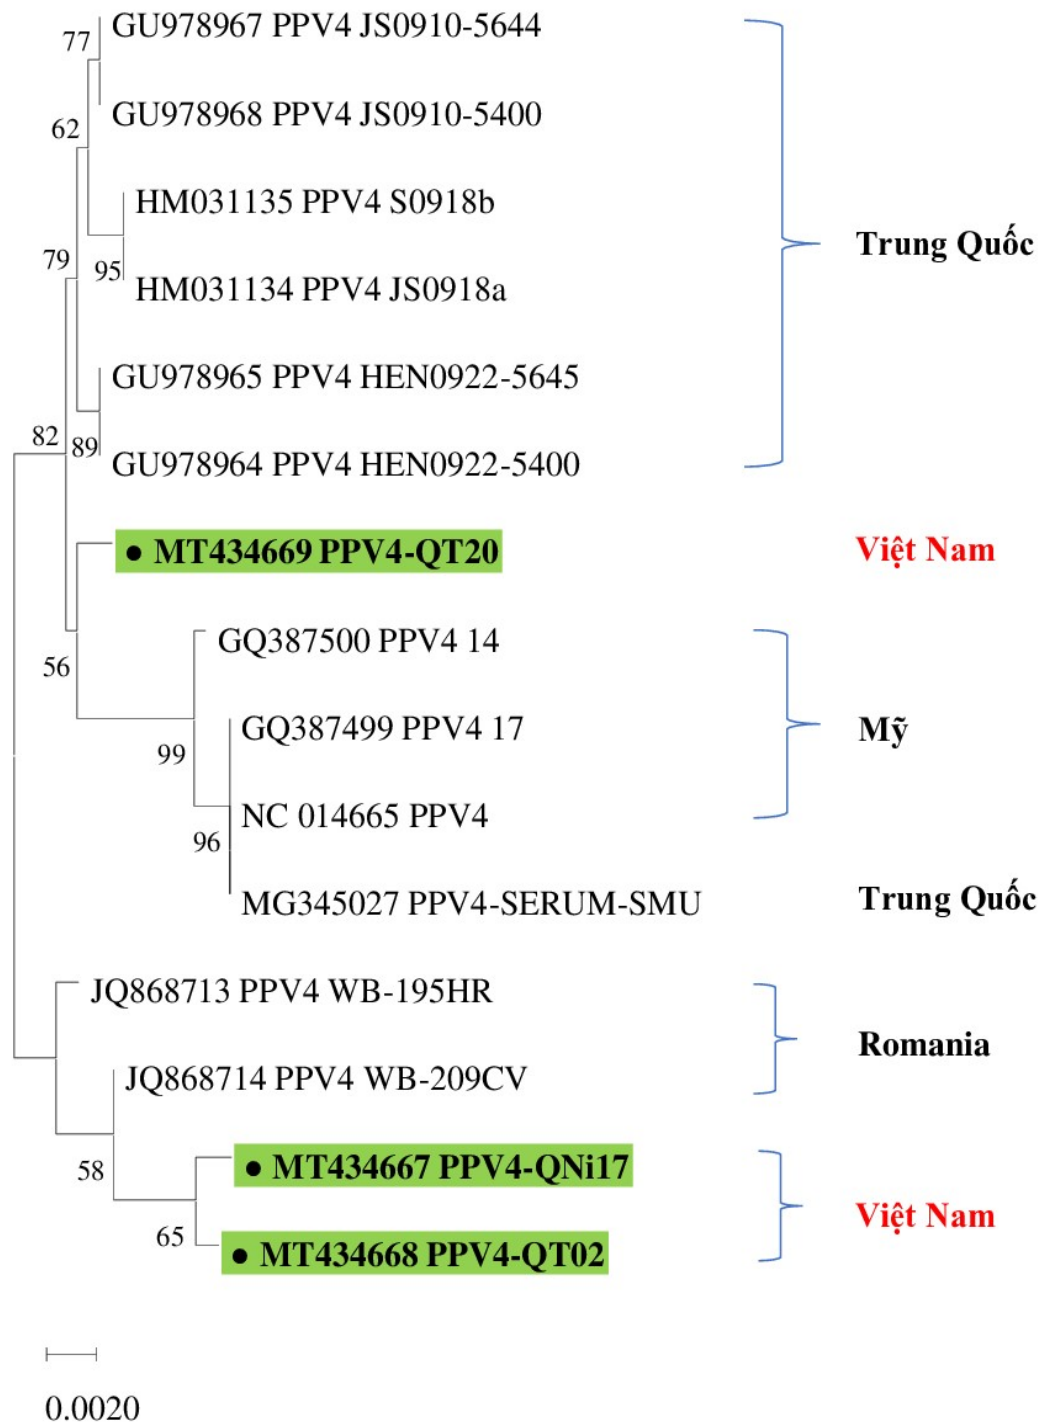 77
GU978967 PPV4 JS0910-5644
62
GU978968 PPV4 JS0910-5400
HM031135 PPV4 S0918b
Trung Quốc
79
95
HM031134 PPV4 JS0918a
GU978965 PPV4 HEN0922-5645
82
89
GU978964 PPV4 HEN0922-5400
● MT434669 PPV4-QT20
Việt Nam
GQ387500 PPV4 14
56
GQ387499 PPV4 17
Mỹ
99
NC 014665 PPV4
96
MG345027 PPV4-SERUM-SMU
Trung Quốc
JQ868713 PPV4 WB-195HR
Romania
JQ868714 PPV4 WB-209CV
58
● MT434667 PPV4-QNi17
Việt Nam
65
● MT434668 PPV4-QT02
0.0020